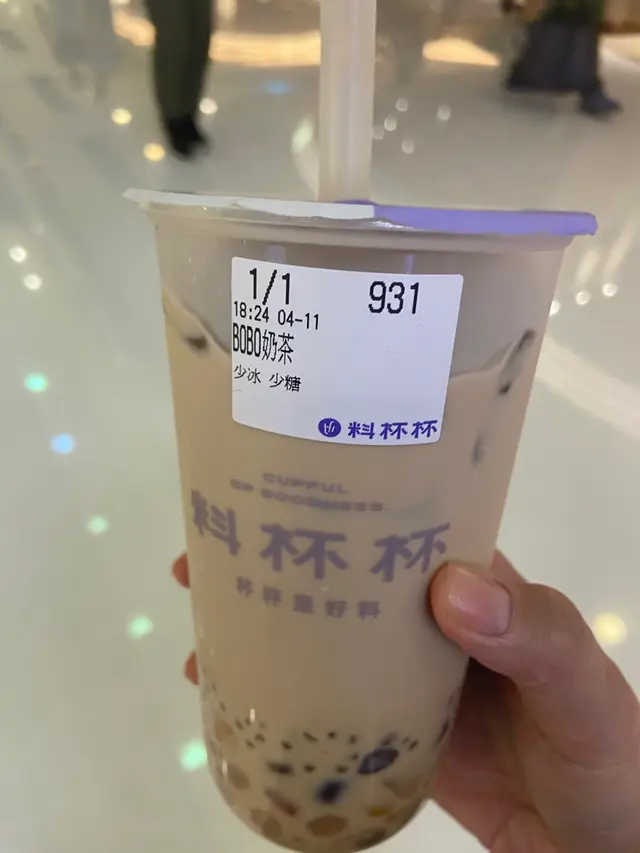 1/1 931
18:24 04-11
BOBO奶茶
少冰 少糖
料杯杯
CUPFUL
OF GOODNESS
料杯杯
杯杯是好料